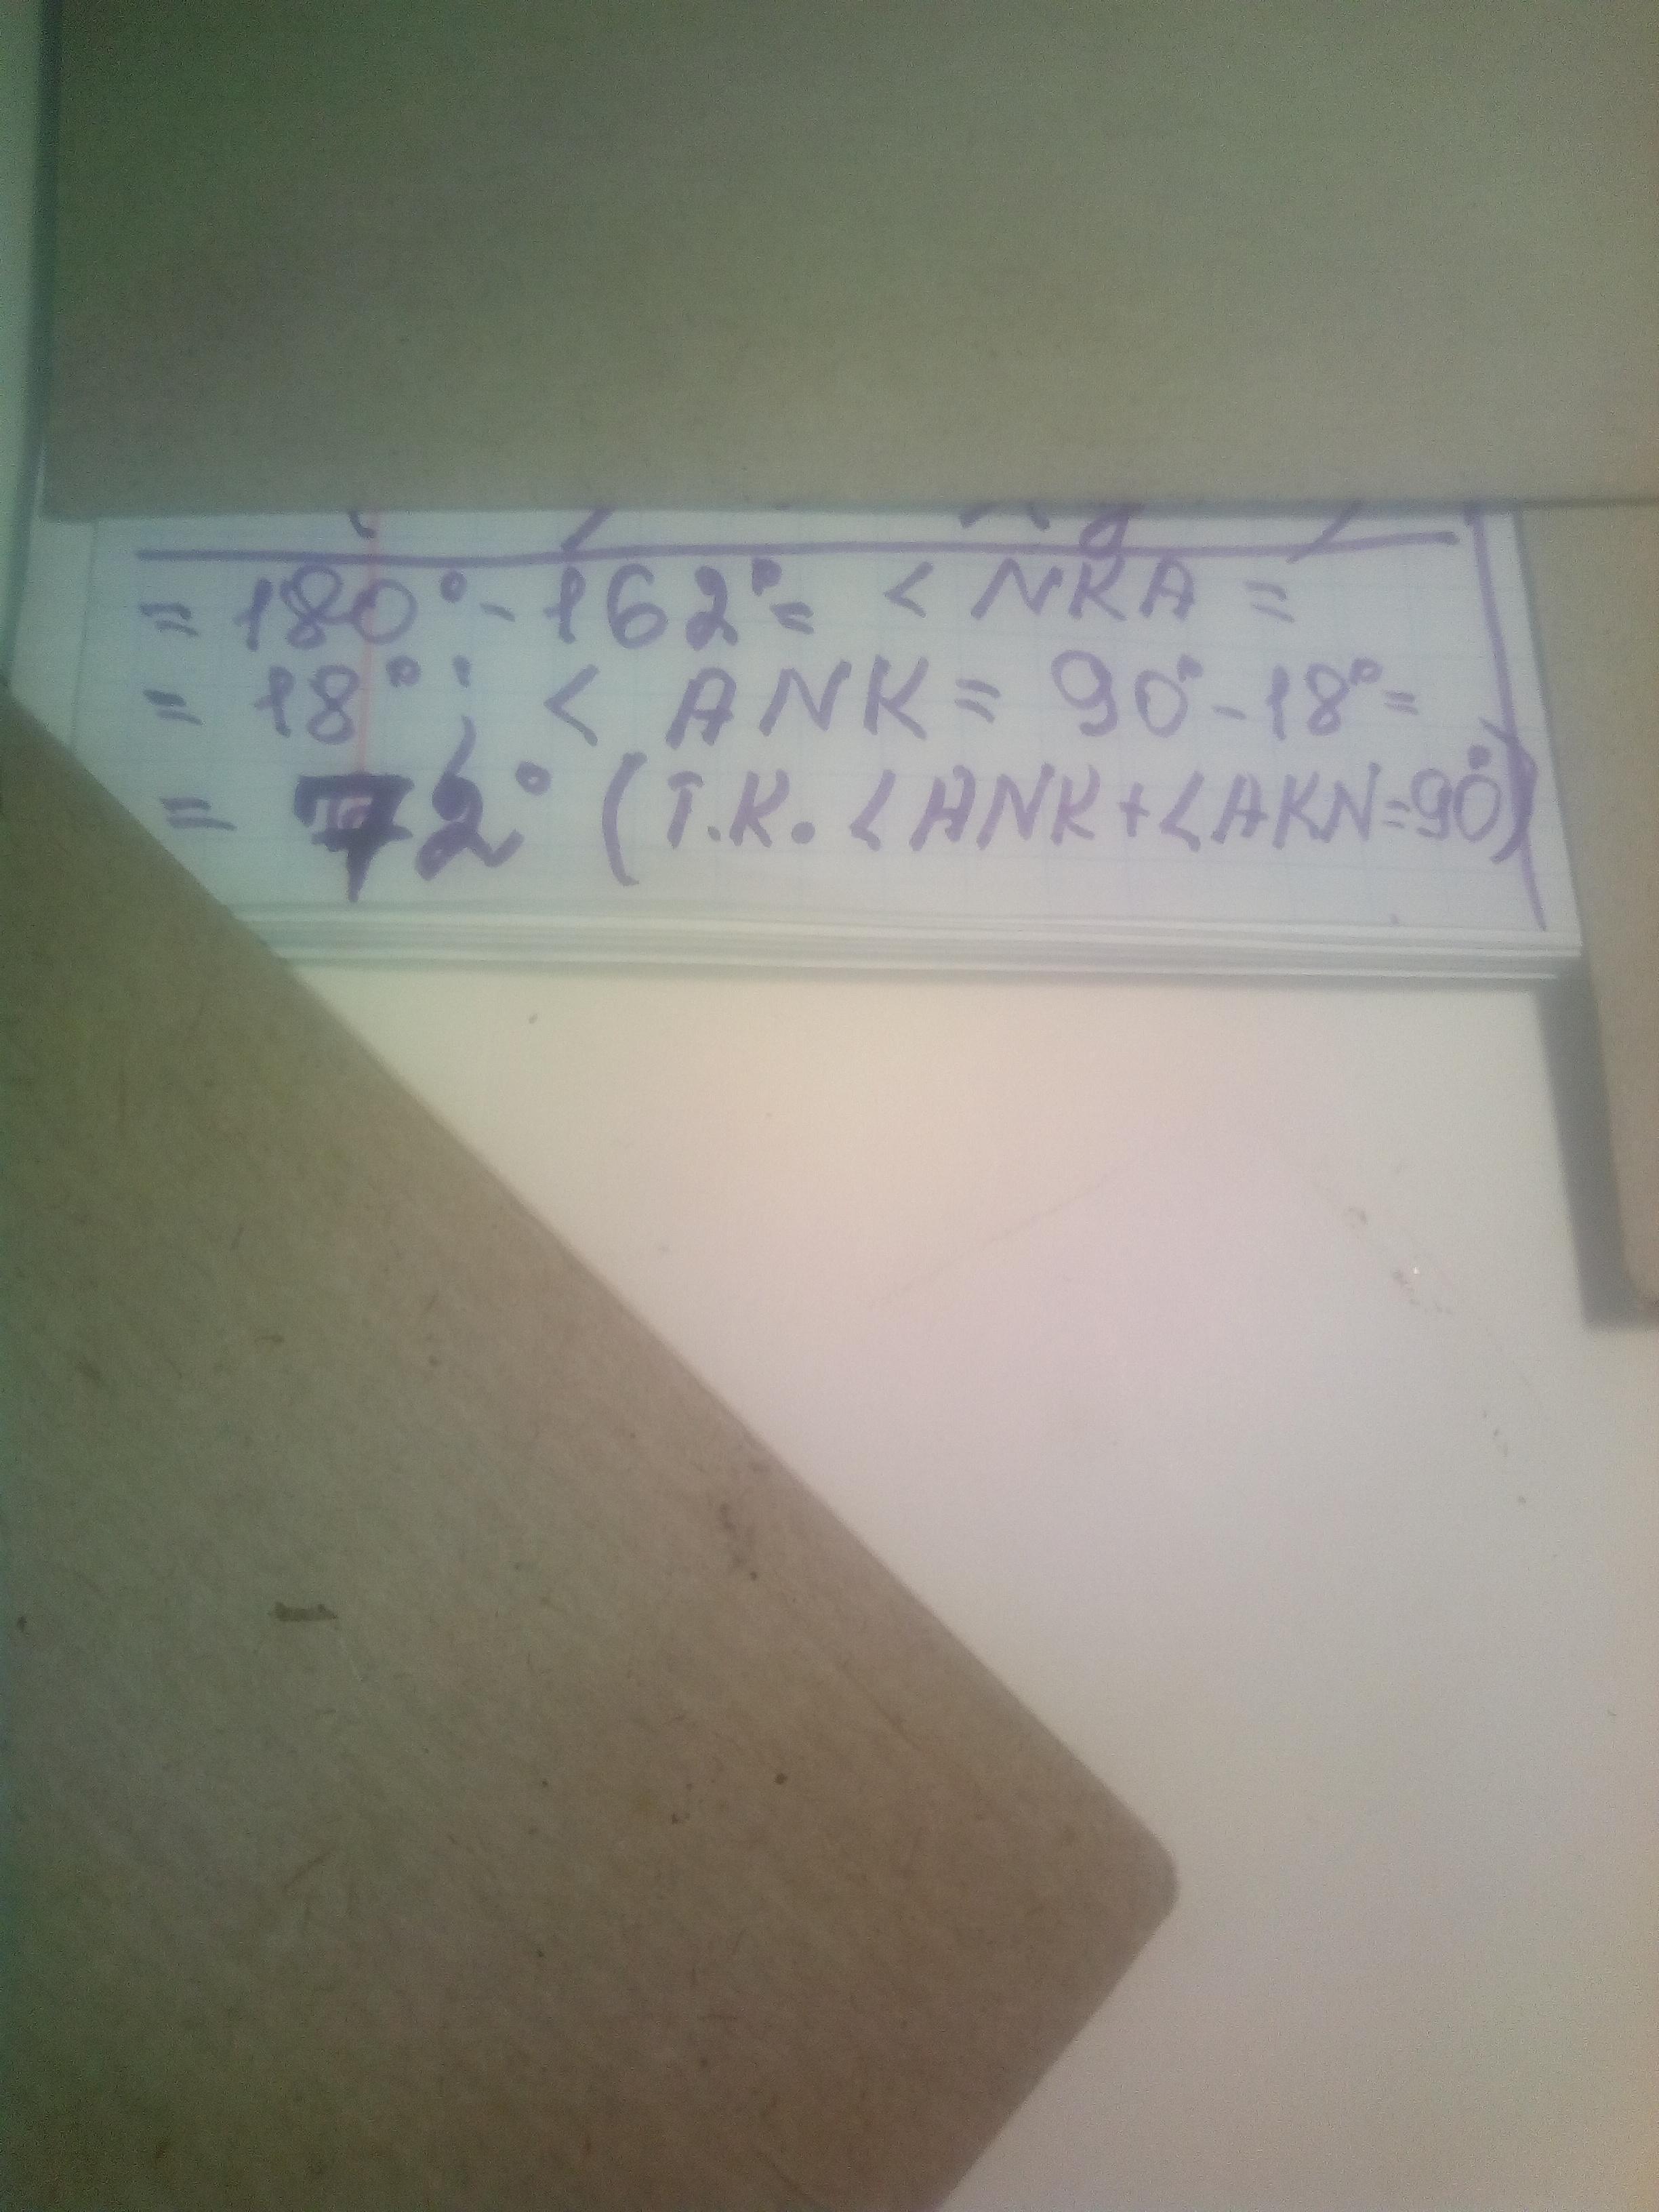 = 180° - 162° = < NKA =
= 18°; < ANK = 90° - 18° =
= 72° (Т.К. < ANK + < AKN = 90°)